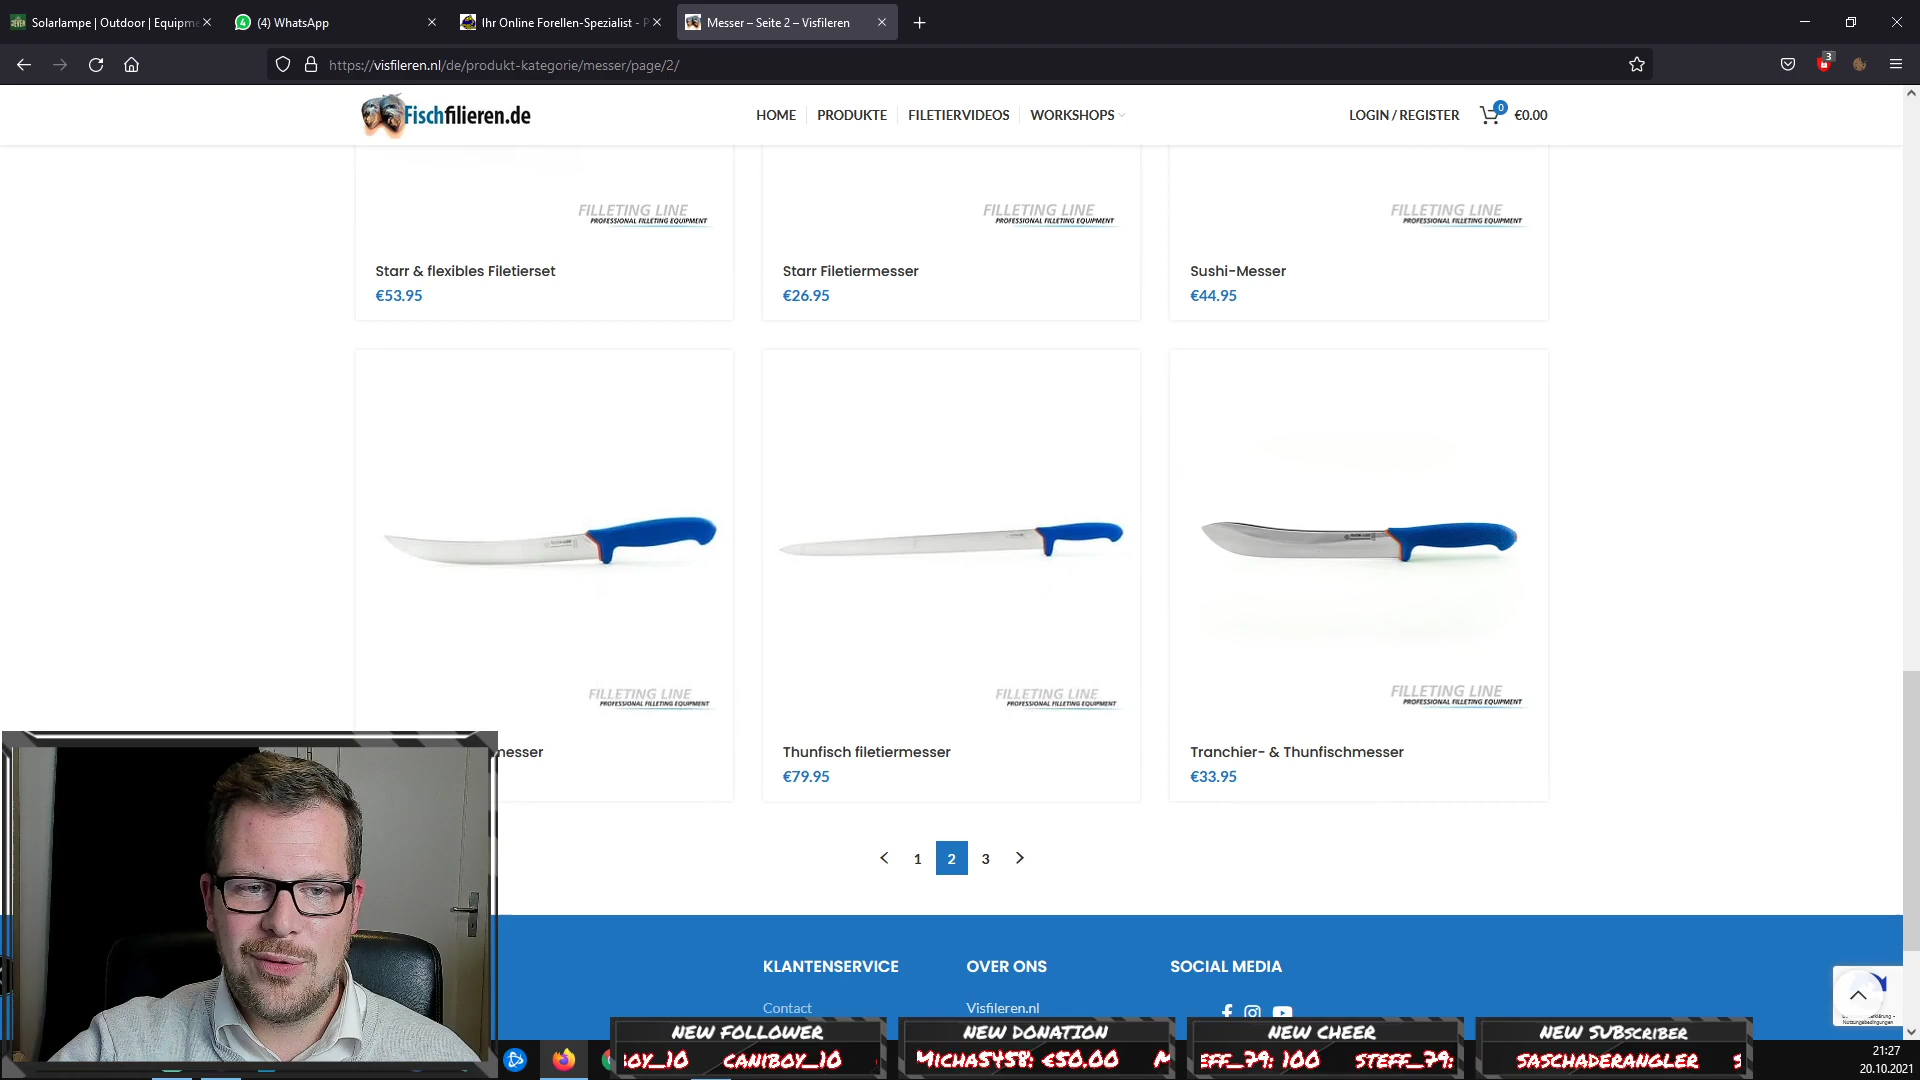 Solarlampe | Outdoor | Equipme
(4) WhatsApp
Ihr Online Forellen-Spezialist - P
Messer – Seite 2 – Visfileren
https://visfileren.nl/de/produkt-kategorie/messer/page/2/
3
Fischfilieren.de
HOME
PRODUKTE
FILETIERVIDEOS
WORKSHOPS
LOGIN / REGISTER
0
€0.00
FILLETING LINE
PROFESSIONAL FILLETING EQUIPMENT
FILLETING LINE
PROFESSIONAL FILLETING EQUIPMENT
FILLETING LINE
PROFESSIONAL FILLETING EQUIPMENT
Starr & flexibles Filetierset
€53.95
Starr Filetiermesser
€26.95
Sushi-Messer
€44.95
FILLETING LINE
PROFESSIONAL FILLETING EQUIPMENT
FILLETING LINE
PROFESSIONAL FILLETING EQUIPMENT
FILLETING LINE
PROFESSIONAL FILLETING EQUIPMENT
messer
Thunfisch filetiermesser
€79.95
Tranchier- & Thunfischmesser
€33.95
1
2
3
KLANTENSERVICE
OVER ONS
SOCIAL MEDIA
Contact
Visfileren.nl
NEW FOLLOWER
BOY_10 CANIBOY_10
NEW DONATION
MICHA5458: €50.00 M
NEW CHEER
EFF_79: 100 STEFF_79:
NEW SUBSCRIBER
SASCHADERANGLER S
21:27
20.10.2021